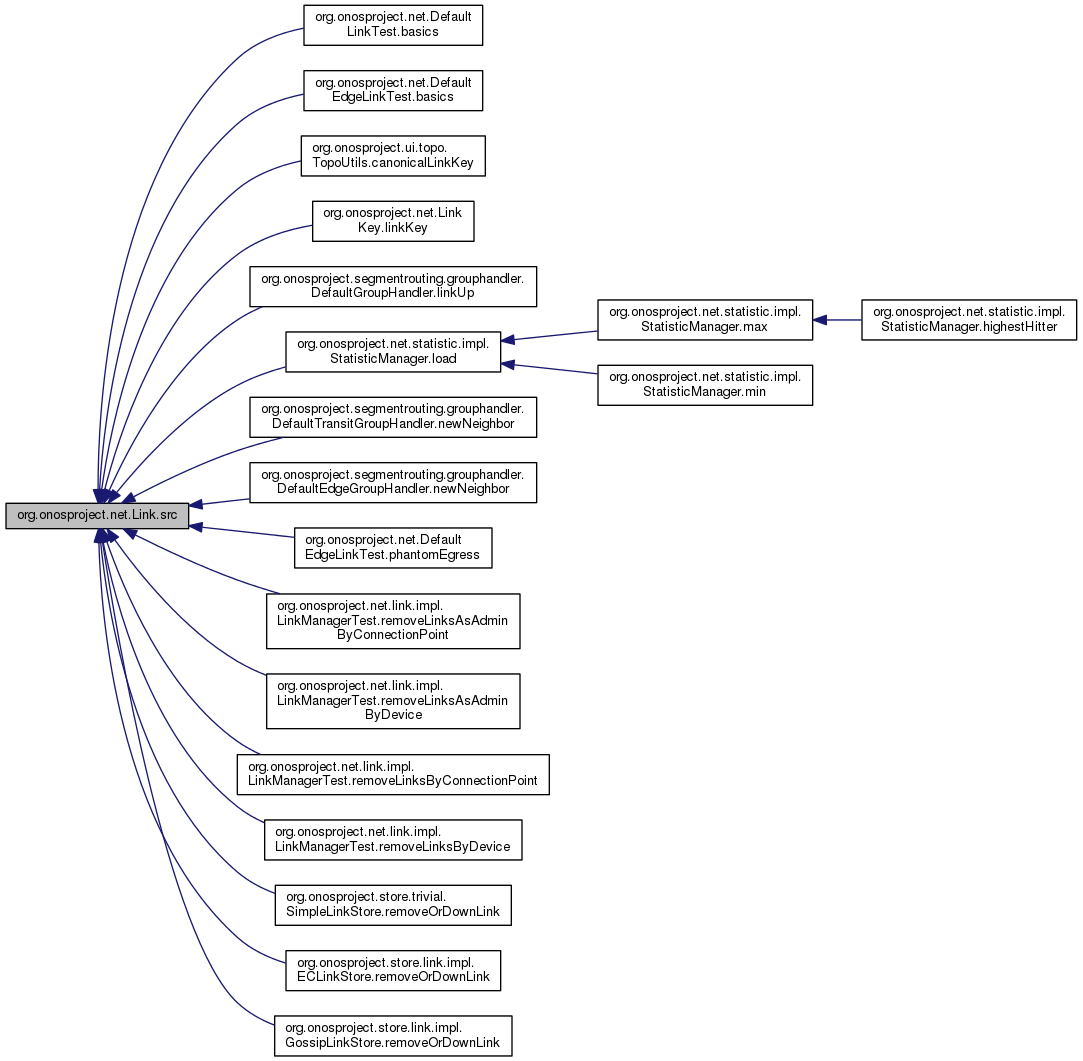 org.onosproject.net.Default
LinkTest.basics
org.onosproject.net.Default
EdgeLinkTest.basics
org.onosproject.ui.topo.
TopoUtils.canonicalLinkKey
org.onosproject.net.Link
Key.linkKey
org.onosproject.segmentrouting.grouphandler.
DefaultGroupHandler.linkUp
org.onosproject.net.statistic.impl.
StatisticManager.load
org.onosproject.net.statistic.impl.
StatisticManager.max
org.onosproject.net.statistic.impl.
StatisticManager.highestHitter
org.onosproject.net.statistic.impl.
StatisticManager.min
org.onosproject.segmentrouting.grouphandler.
DefaultTransitGroupHandler.newNeighbor
org.onosproject.segmentrouting.grouphandler.
DefaultEdgeGroupHandler.newNeighbor
org.onosproject.net.Link.src
org.onosproject.net.Default
EdgeLinkTest.phantomEgress
org.onosproject.net.link.impl.
LinkManagerTest.removeLinksAsAdmin
ByConnectionPoint
org.onosproject.net.link.impl.
LinkManagerTest.removeLinksAsAdmin
ByDevice
org.onosproject.net.link.impl.
LinkManagerTest.removeLinksByConnectionPoint
org.onosproject.net.link.impl.
LinkManagerTest.removeLinksByDevice
org.onosproject.store.trivial.
SimpleLinkStore.removeOrDownLink
org.onosproject.store.link.impl.
ECLinkStore.removeOrDownLink
org.onosproject.store.link.impl.
GossipLinkStore.removeOrDownLink